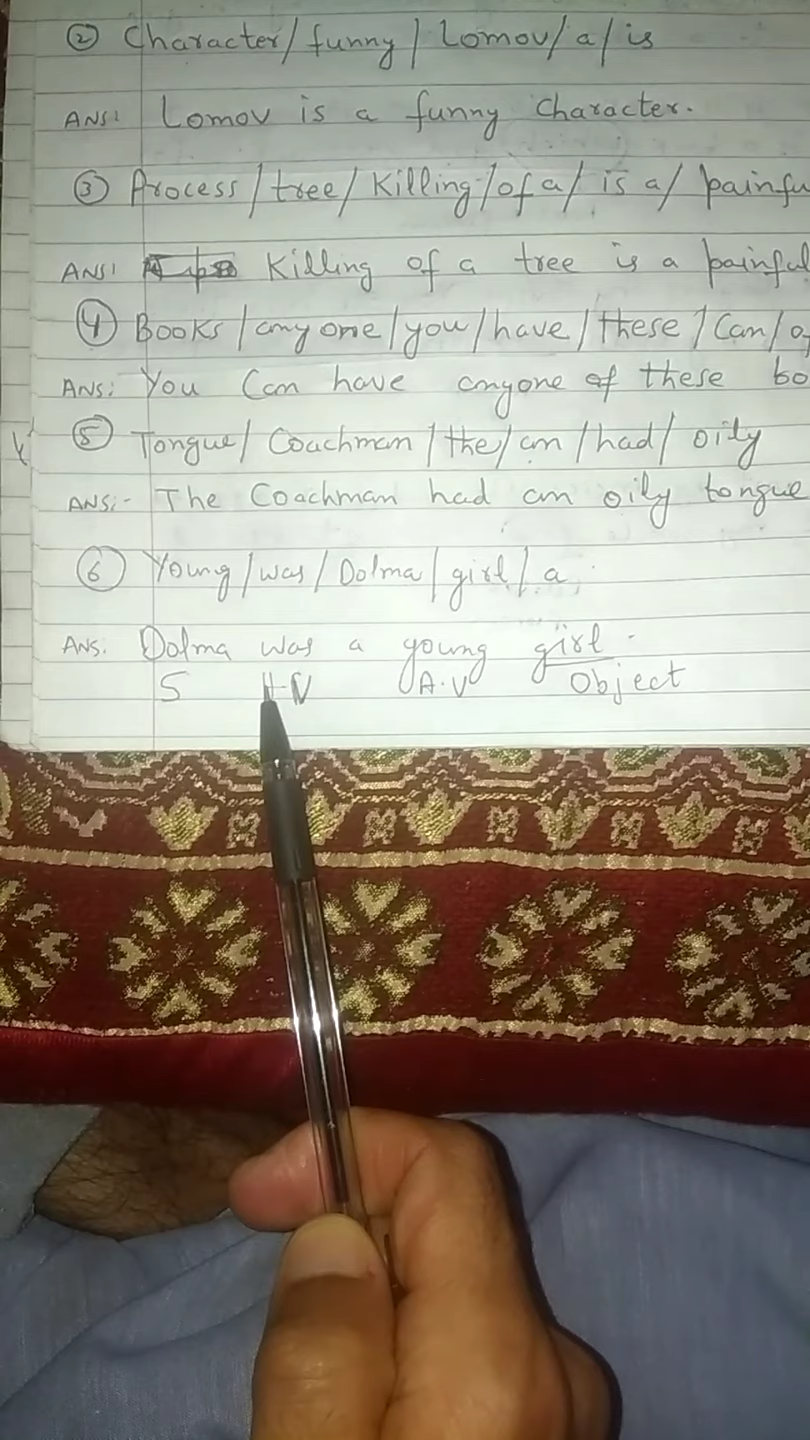 ② Character/ funny / Lomov/ a/ is
ANS: Lomov is a funny Character.
③ Process / tree / Killing / of a / is a / painfu
ANS: Killing of a tree is a painful
④ Books / any one / you / have / these / Can / o
ANS: You Can have anyone of these bo
⑤ Tongue/ Coachman / the / an / had / oily
ANS:- The Coachman had an oily tongue
⑥ Young / was / Dolma / girl / a
ANS. Dolma was a young girl.
S H.V A.V Object